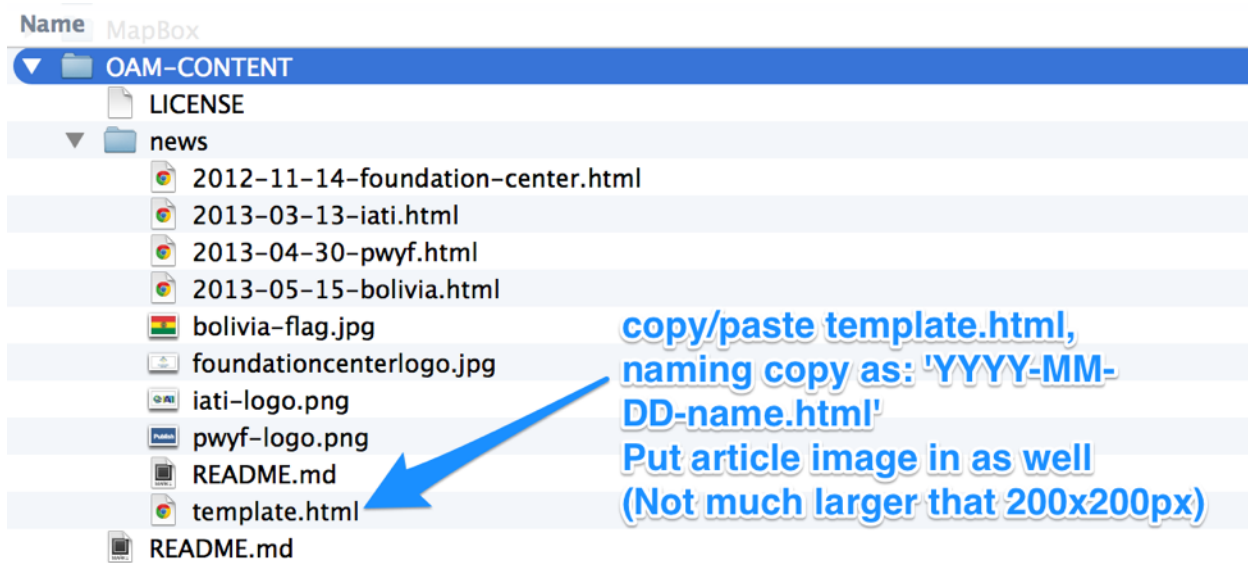 Name
MapBox
OAM-CONTENT
LICENSE
news
2012-11-14-foundation-center.html
2013-03-13-iati.html
2013-04-30-pwyf.html
2013-05-15-bolivia.html
bolivia-flag.jpg
foundationcenterlogo.jpg
iati-logo.png
pwyf-logo.png
README.md
template.html
README.md
copy/paste template.html,
naming copy as: 'YYYY-MM-
DD-name.html'
Put article image in as well
(Not much larger that 200x200px)